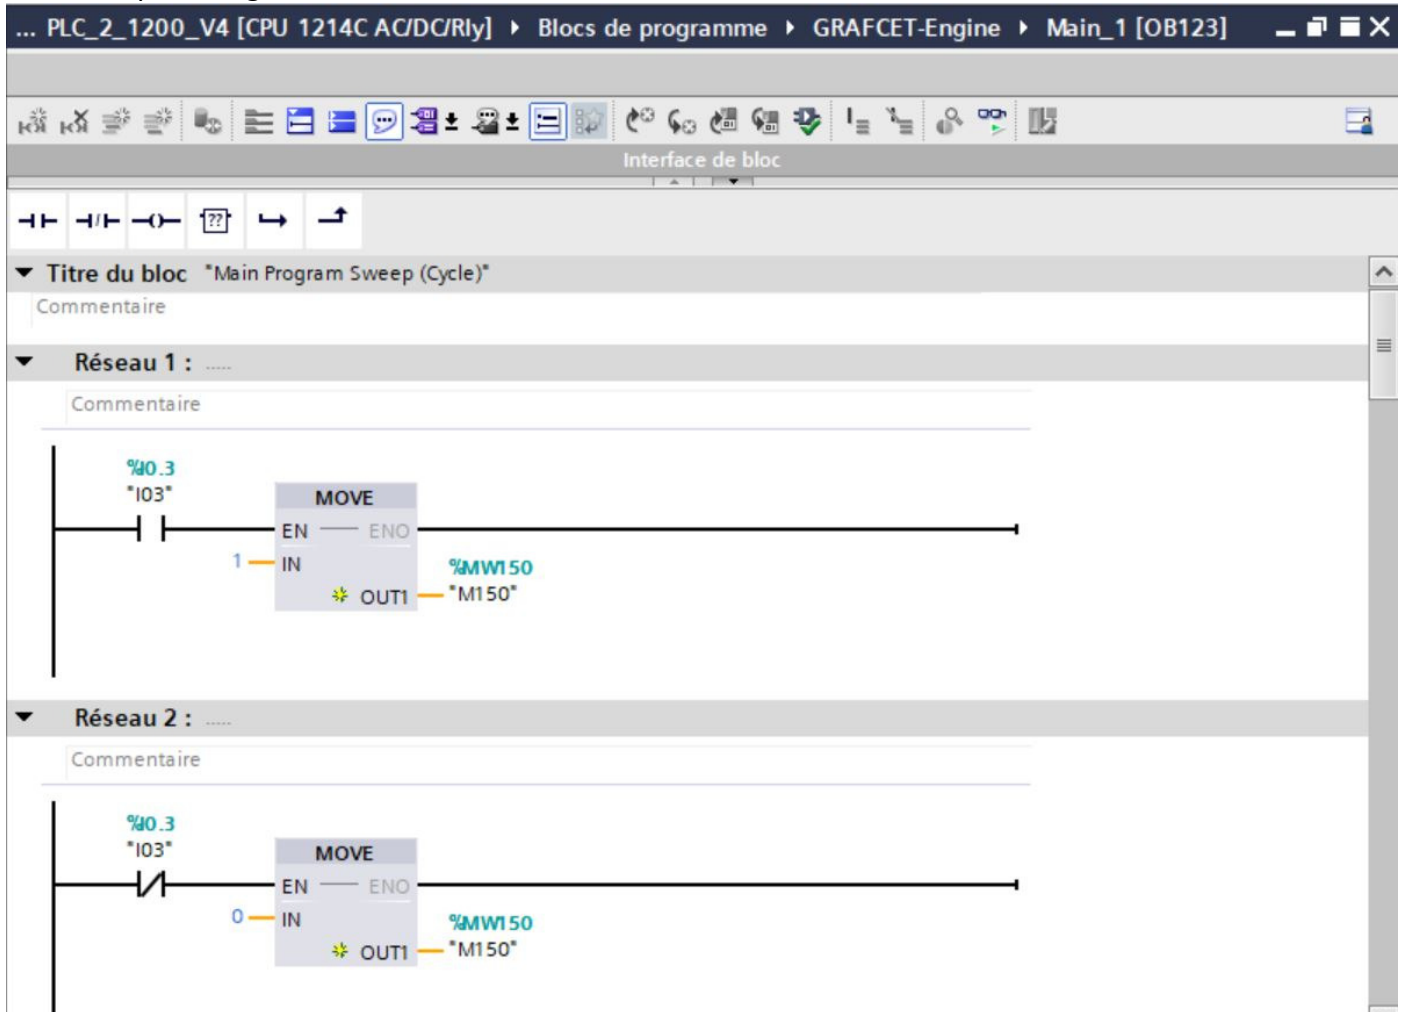 ... PLC_2_1200_V4 [CPU 1214C AC/DC/Rly] Blocs de programme GRAFCET-Engine Main_1 [OB123]
Interface de bloc
??
Titre du bloc "Main Program Sweep (Cycle)"
Commentaire
Réseau 1 : .....
Commentaire
%I0.3
"I03"
MOVE
EN ENO
1 IN
%MW150
OUT1 "M150"
Réseau 2 : .....
Commentaire
%I0.3
"I03"
MOVE
EN ENO
0 IN
%MW150
OUT1 "M150"